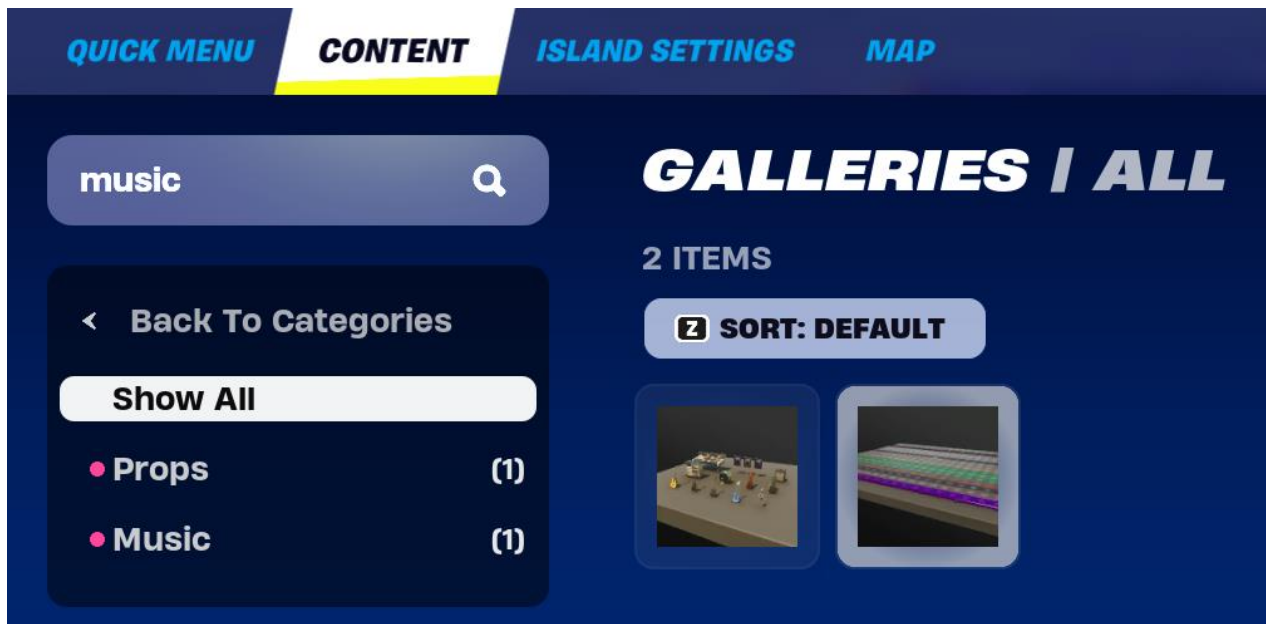 QUICK MENU CONTENT ISLAND SETTINGS MAP
music
GALLERIES | ALL
2 ITEMS
Back To Categories
Z SORT: DEFAULT
Show All
Props (1)
Music (1)